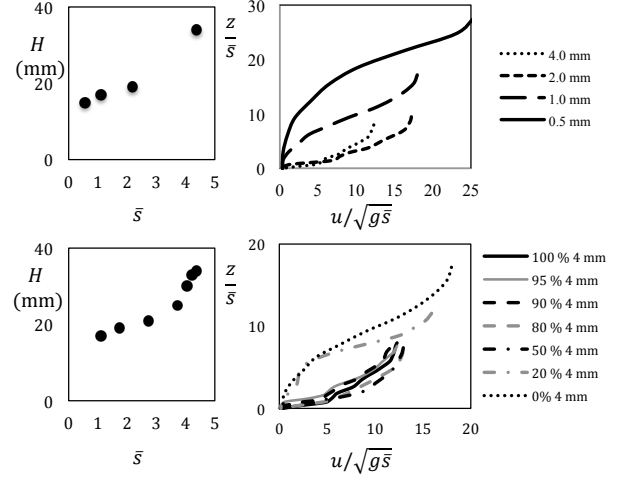 40
H
(mm)
20
0
0 1 2 3 4 5
s̄
z/s̄
30
20
10
0
0 5 10 15 20 25
u/√gs̄
4.0 mm
2.0 mm
1.0 mm
0.5 mm
40
H
(mm)
20
0
0 1 2 3 4 5
s̄
z/s̄
20
10
0
0 5 10 15 20
u/√gs̄
100 % 4 mm
95 % 4 mm
90 % 4 mm
80 % 4 mm
50 % 4 mm
20 % 4 mm
0% 4 mm